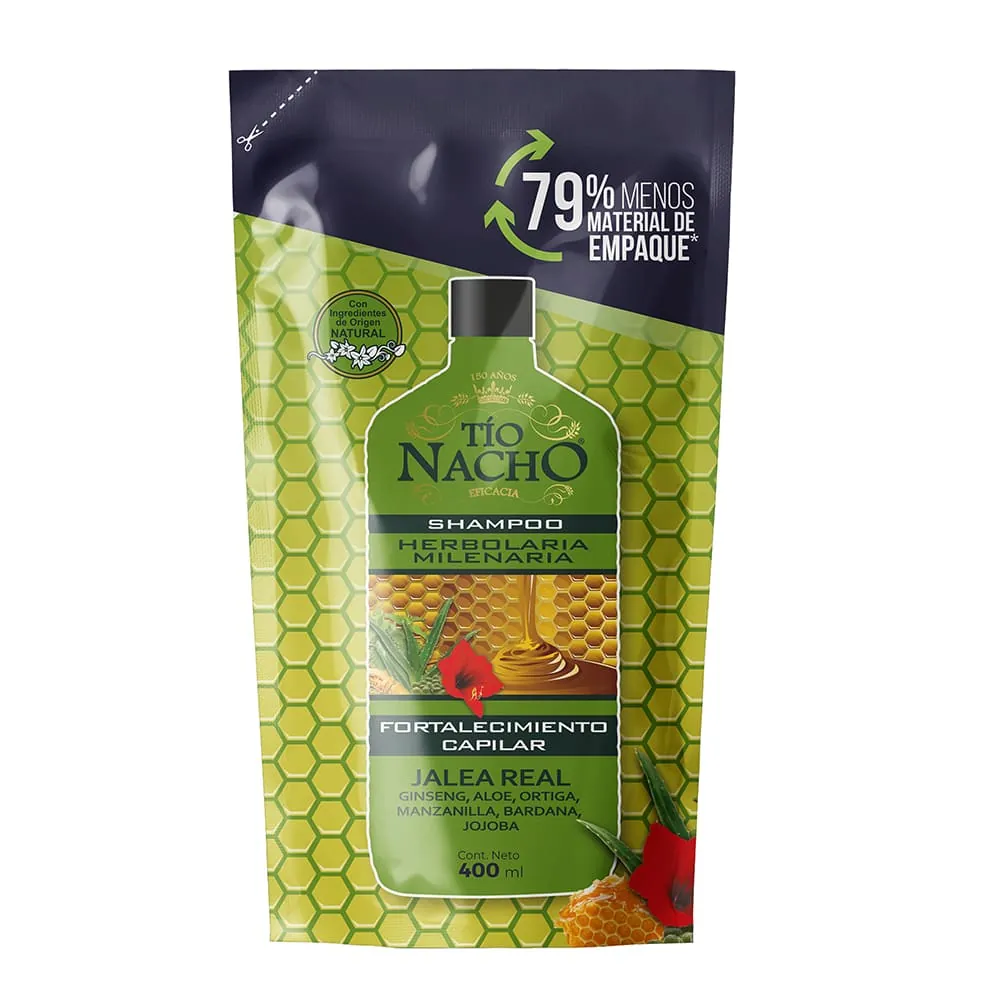 79% MENOS
MATERIAL DE
EMPAQUE*
Con
Ingredientes
de Origen
NATURAL
150 AÑOS
TÍO
NACHO®
EFICACIA
SHAMPOO
HERBOLARIA
MILENARIA
FORTALECIMIENTO
CAPILAR
JALEA REAL
GINSENG, ALOE, ORTIGA,
MANZANILLA, BARDANA,
JOJOBA
Cont. Neto
400 ml